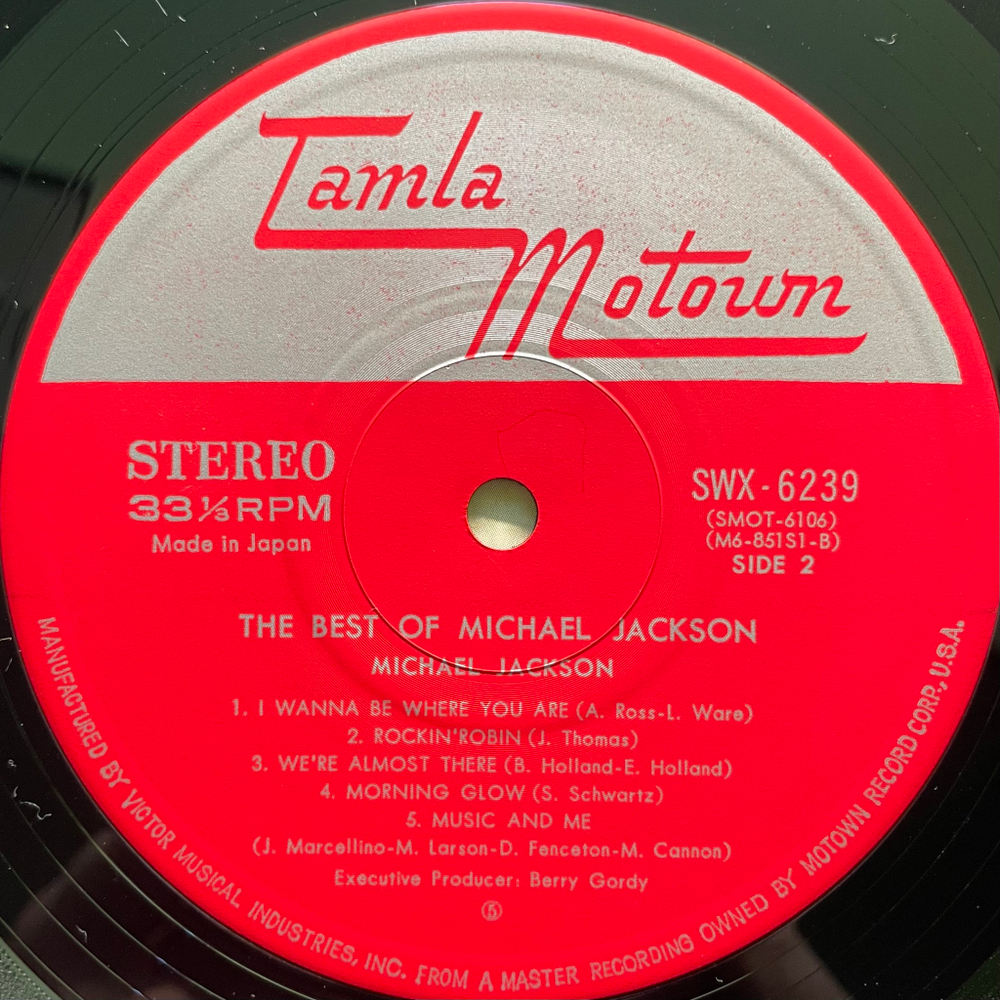 Tamla
Motown
STEREO
33⅓RPM
Made in Japan
SWX-6239
(SMOT-6106)
(M6-851S1-B)
SIDE 2
THE BEST OF MICHAEL JACKSON
MICHAEL JACKSON
1. I WANNA BE WHERE YOU ARE (A. Ross-L. Ware)
2. ROCKIN'ROBIN (J. Thomas)
3. WE'RE ALMOST THERE (B. Holland-E. Holland)
4. MORNING GLOW (S. Schwartz)
5. MUSIC AND ME
(J. Marcellino-M. Larson-D. Fenceton-M. Cannon)
Executive Producer: Berry Gordy
⑤
MANUFACTURED BY VICTOR MUSICAL INDUSTRIES, INC. FROM A MASTER RECORDING OWNED BY MOTOWN RECORD CORP., U.S.A.